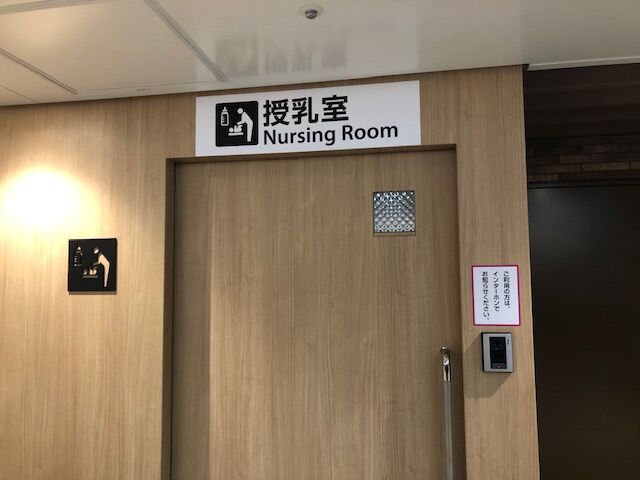 授乳室
Nursing Room
ご利用の方は、
インターホンで
お知らせください。